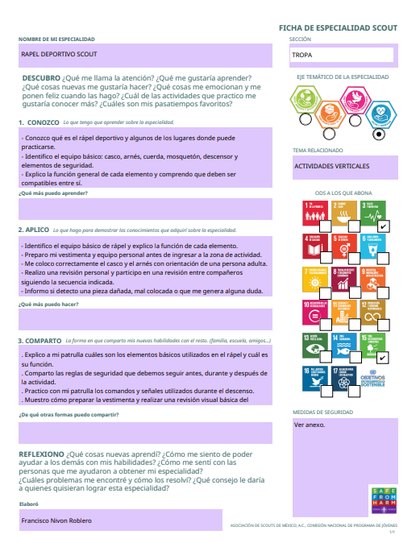 FICHA DE ESPECIALIDAD SCOUT
NOMBRE DE MI ESPECIALIDAD
RAPEL DEPORTIVO SCOUT
SECCIÓN
TROPA
DESCUBRO ¿Qué me llama la atención? ¿Qué me gustaría aprender?
¿Qué cosas nuevas me gustaría hacer? ¿Qué cosas me emocionan y me
ponen feliz cuando las hago? ¿Cuál de las actividades que practico me
gustaría conocer más? ¿Cuáles son mis pasatiempos favoritos?
EJE TEMÁTICO DE LA ESPECIALIDAD
1. CONOZCO Lo que tengo que aprender sobre la especialidad.
- Conozco qué es el rápel deportivo y algunos de los lugares donde puede
practicarse.
- Identifico el equipo básico: casco, arnés, cuerda, mosquetón, descensor y
elementos de seguridad.
- Explico la función general de cada elemento y comprendo que deben ser
compatibles entre sí.
¿Qué más puedo aprender?
TEMA RELACIONADO
ACTIVIDADES VERTICALES
ODS A LOS QUE ABONA
2. APLICO Lo que hago para demostrar los conocimientos que adquirí sobre la especialidad.
- Identifico el equipo básico de rápel y explico la función de cada elemento.
- Preparo mi vestimenta y equipo personal antes de ingresar a la zona de actividad.
- Me coloco correctamente el casco y el arnés con orientación de una persona adulta.
- Realizo una revisión personal y participo en una revisión entre compañeros
siguiendo la secuencia indicada.
- Informo si detecto una pieza dañada, mal colocada o que me genera alguna duda.
¿Qué más puedo hacer?
3. COMPARTO La forma en que comparto mis nuevas habilidades con el resto. (familia, escuela, amigos...)
. Explico a mi patrulla cuáles son los elementos básicos utilizados en el rápel y cuál es
su función.
. Comparto las reglas de seguridad que debemos seguir antes, durante y después de
la actividad.
. Practico con mi patrulla los comandos y señales utilizados durante el descenso.
. Muestro cómo preparar la vestimenta y realizar una revisión visual básica del
¿De qué otras formas puedo compartir?
MEDIDAS DE SEGURIDAD
Ver anexo.
REFLEXIONO ¿Qué cosas nuevas aprendí? ¿Cómo me siento de poder
ayudar a los demás con mis habilidades? ¿Cómo me sentí con las
personas que me ayudaron a obtener mi especialidad?
¿Cuáles problemas me encontré y cómo los resolví? ¿Qué consejo le daría
a quienes quisieran lograr esta especialidad?
SAFE
FROM
HARM
Elaboró
Francisco Nivon Roblero
ASOCIACIÓN DE SCOUTS DE MÉXICO, A.C., COMISIÓN NACIONAL DE PROGRAMA DE JÓVENES